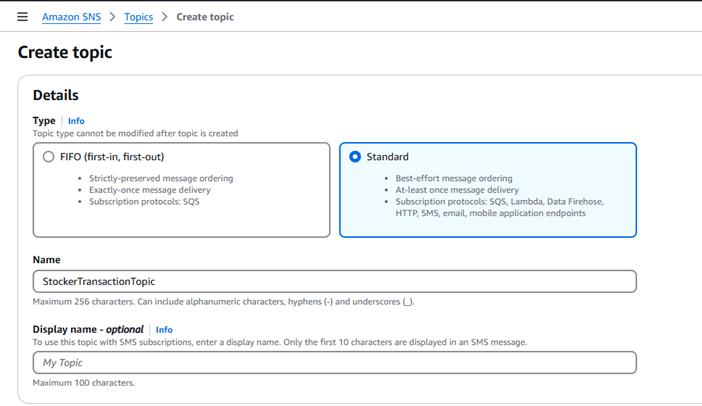 Amazon SNS > Topics > Create topic
Create topic
Details
Type | Info
Topic type cannot be modified after topic is created
FIFO (first-in, first-out)
• Strictly-preserved message ordering
• Exactly-once message delivery
• Subscription protocols: SQS
Standard
• Best-effort message ordering
• At-least once message delivery
• Subscription protocols: SQS, Lambda, Data Firehose,
HTTP, SMS, email, mobile application endpoints
Name
StockerTransactionTopic
Maximum 256 characters. Can include alphanumeric characters, hyphens (-) and underscores (_).
Display name - optional | Info
To use this topic with SMS subscriptions, enter a display name. Only the first 10 characters are displayed in an SMS message.
My Topic
Maximum 100 characters.